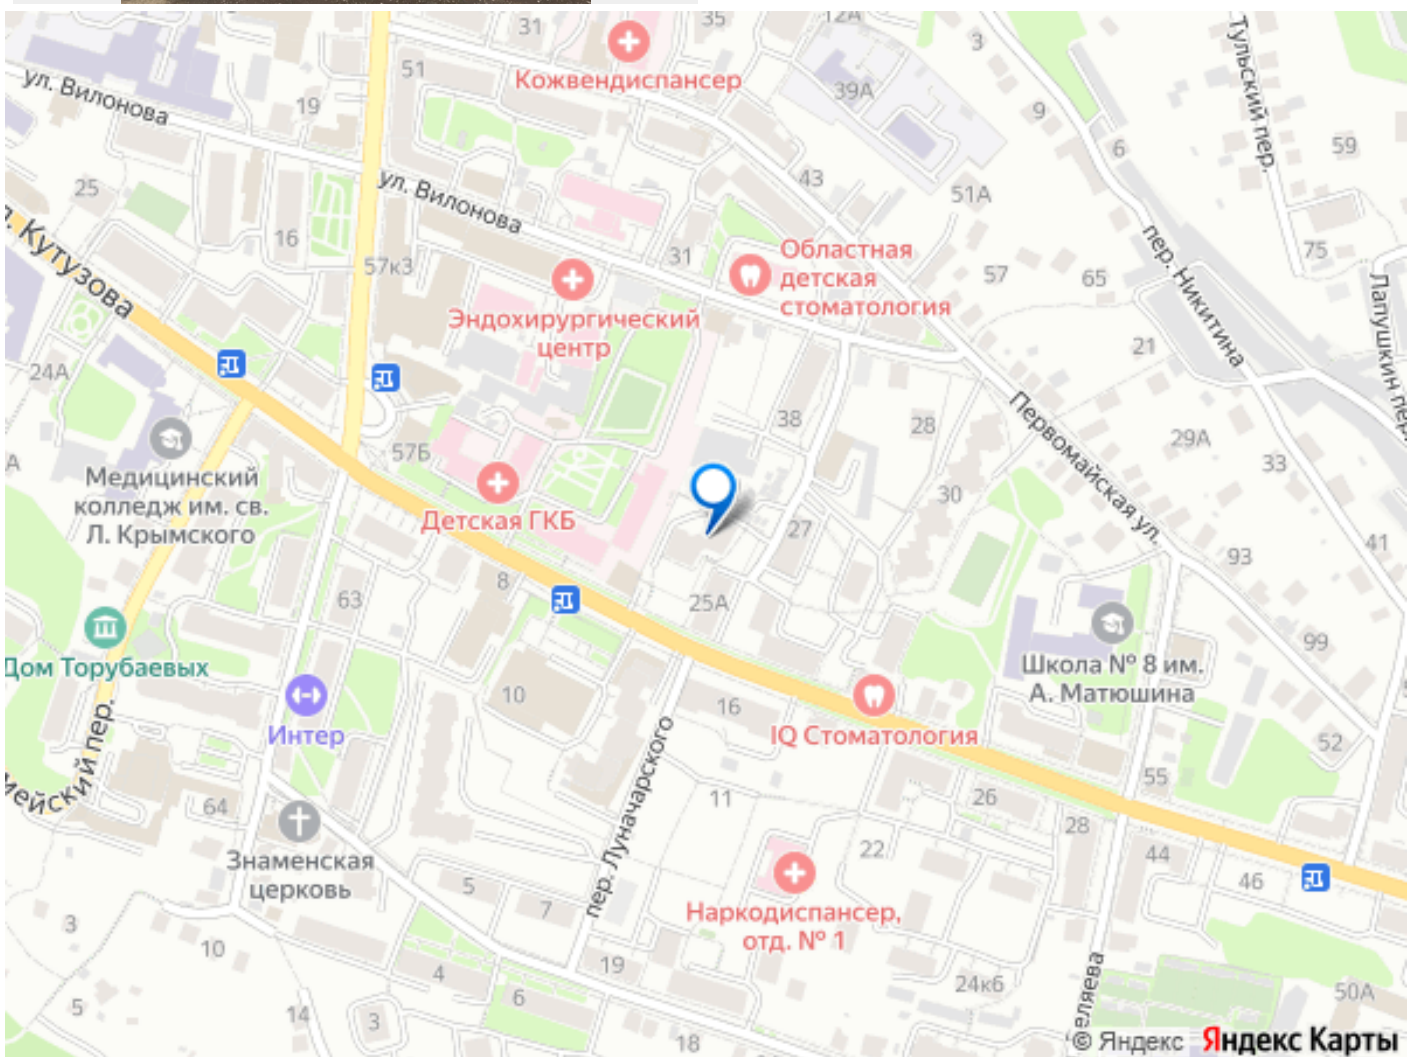 31
35
12А
3
Тульский пер.
Кожвендиспансер
51
39А
ул. Вилонова
19
9
6
59
25
ул. Вилонова
43
51А
л. Кутузова
16
31
Областная
детская
стоматология
57
65
75
пер. Никитина
Лапушкин пер.
57к3
Эндохирургический
центр
21
24А
38
28
Первомайская ул.
29А
33
57Б
А
Медицинский
колледж им. св.
Л. Крымского
Детская ГКБ
30
27
93
41
8
63
25А
99
Дом Торубаевых
Школа № 8 им.
А. Матюшина
10
16
IQ Стоматология
Интер
52
мейский пер.
55
64
пер. Луначарского
11
26
28
22
44
Знаменская
церковь
5
7
46
Наркодиспансер,
отд. № 1
3
10
4
19
6
24к6
еляева
50А
5
14
3
18
© Яндекс Яндекс Карты